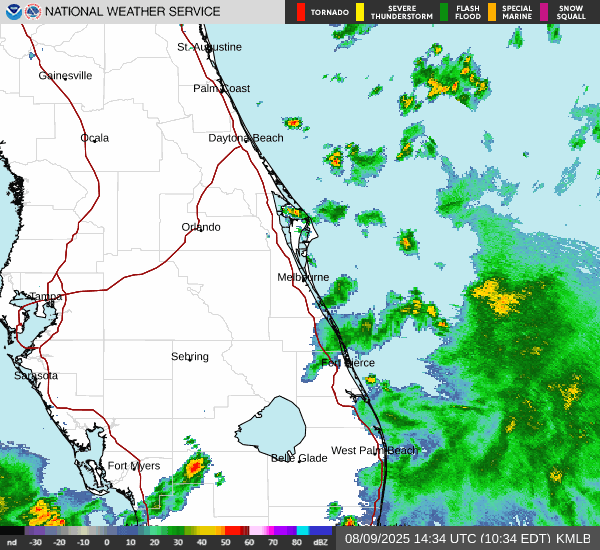 NATIONAL WEATHER SERVICE
TORNADO
SEVERE THUNDERSTORM
FLASH FLOOD
SPECIAL MARINE
SNOW SQUALL
St. Augustine
Gainesville
Palm Coast
Ocala
Daytona Beach
Orlando
Melbourne
Tampa
Sebring
Fort Pierce
Sarasota
West Palm Beach
Belle Glade
Fort Myers
nd -30 -20 -10 0 10 20 30 40 50 60 70 80 dBZ
08/09/2025 14:34 UTC (10:34 EDT) KMLB